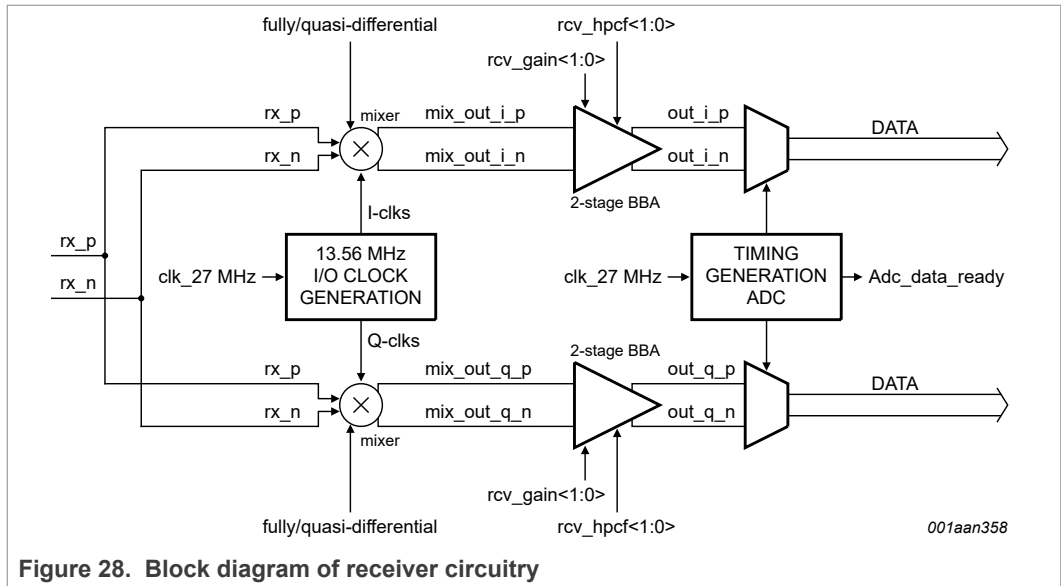 fully/quasi-differential
rcv_hpcf<1:0>
rcv_gain<1:0>
rx_p
mixer
mix_out_i_p
out_i_p
DATA
rx_n
mix_out_i_n
out_i_n
2-stage BBA
I-clks
rx_p
rx_n
clk_27 MHz
13.56 MHz
I/O CLOCK
GENERATION
clk_27 MHz
TIMING
GENERATION
ADC
Adc_data_ready
Q-clks
2-stage BBA
rx_p
mix_out_q_p
out_q_p
DATA
rx_n
mix_out_q_n
out_q_n
mixer
rcv_gain<1:0>
fully/quasi-differential
rcv_hpcf<1:0>
001aan358
Figure 28. Block diagram of receiver circuitry